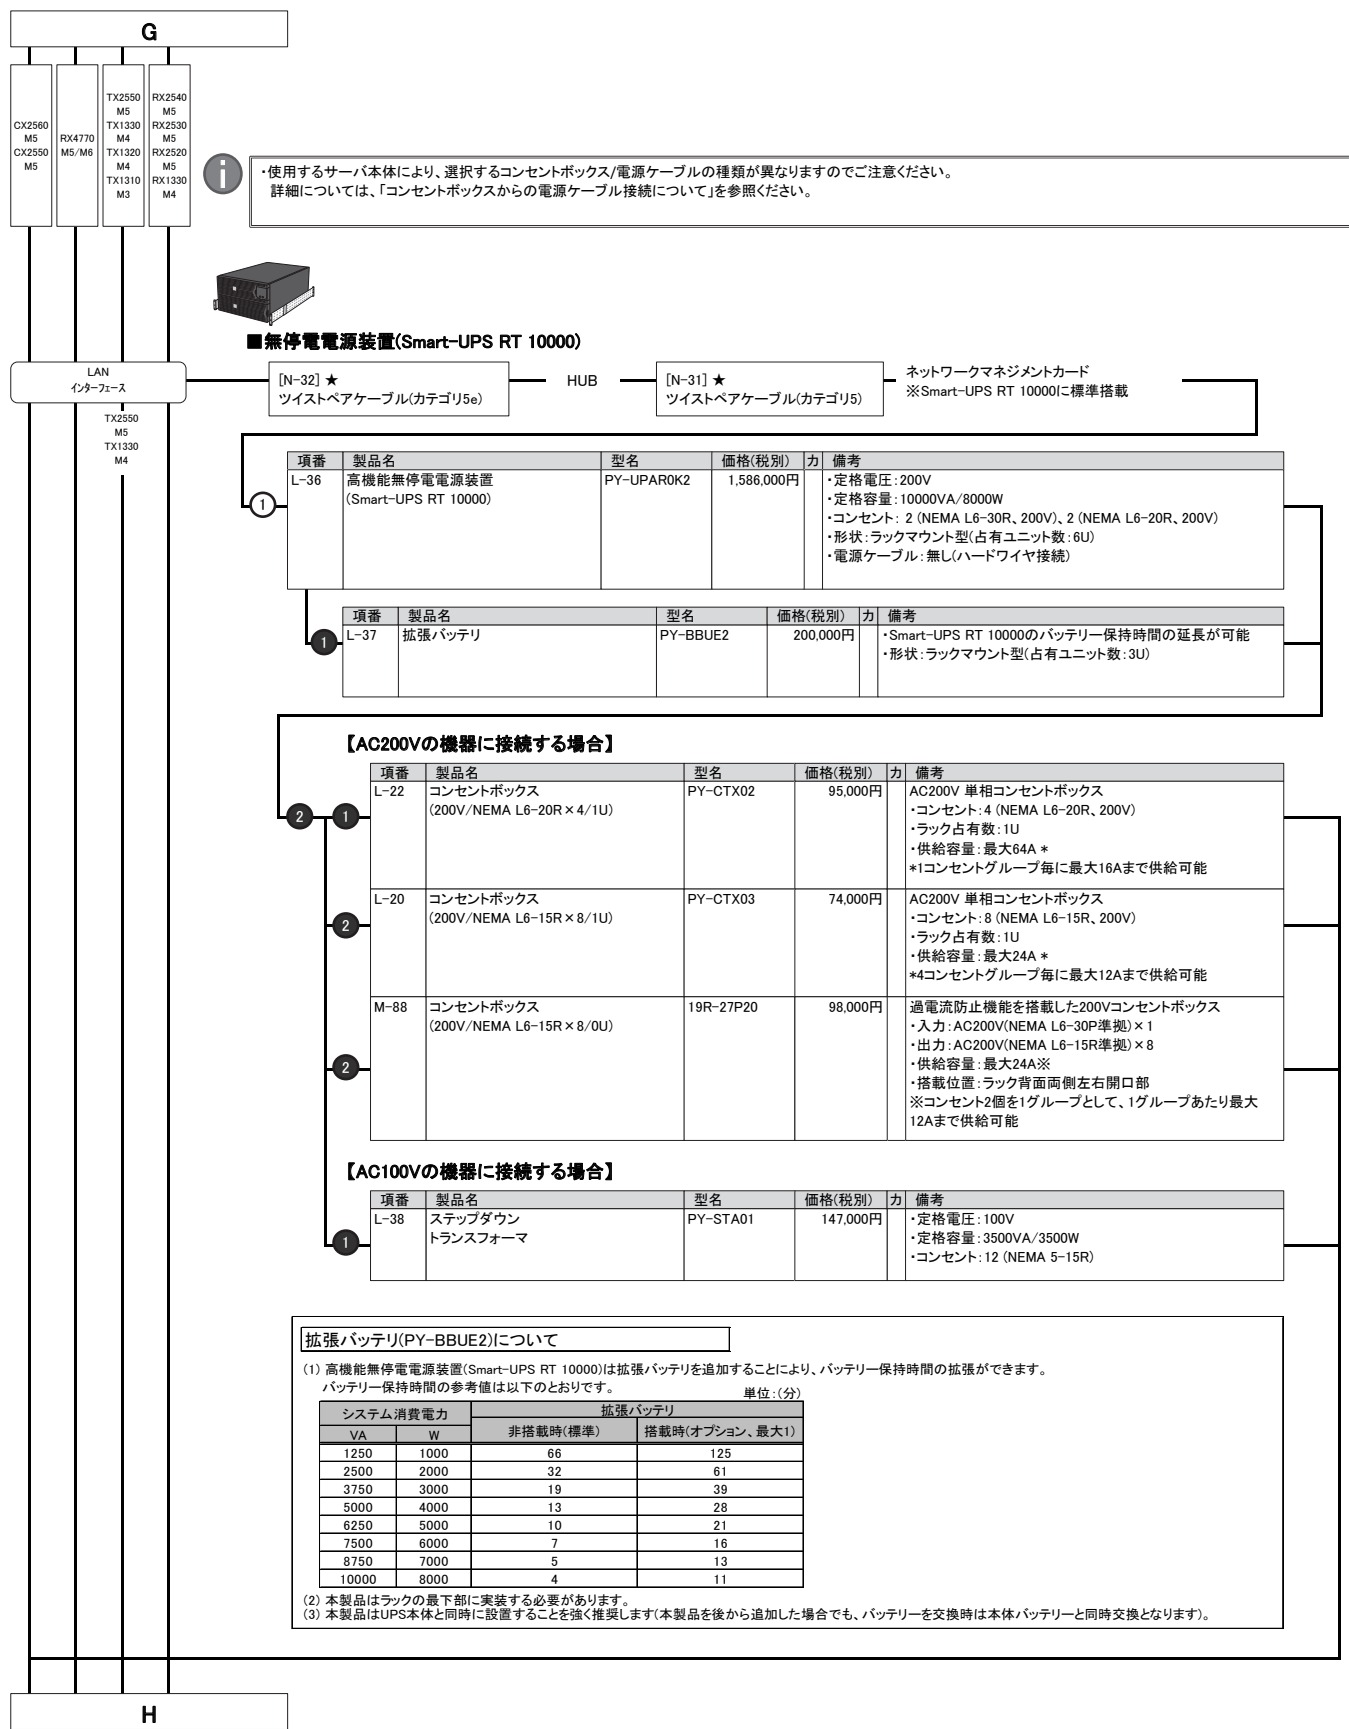 G
CX2560
M5
CX2550
M5
RX4770
M5/M6
TX2550
M5
TX1330
M4
TX1320
M4
TX1310
M3
RX2540
M5
RX2530
M5
RX2520
M5
RX1330
M4
i
・使用するサーバ本体により、選択するコンセントボックス/電源ケーブルの種類が異なりますのでご注意ください。
詳細については、「コンセントボックスからの電源ケーブル接続について」を参照ください。
■無停電電源装置(Smart-UPS RT 10000)
LAN
インターフェース
[N-32] ★
ツイストペアケーブル(カテゴリ5e)
HUB
[N-31] ★
ツイストペアケーブル(カテゴリ5)
ネットワークマネジメントカード
※Smart-UPS RT 10000に標準搭載
TX2550
M5
TX1330
M4
項番 製品名 型名 価格(税別) カ 備考
1 L-36 高機能無停電電源装置 PY-UPAR0K2 1,586,000円 ・定格電圧:200V
(Smart-UPS RT 10000) ・定格容量:10000VA/8000W
・コンセント: 2 (NEMA L6-30R、200V)、2 (NEMA L6-20R、200V)
・形状:ラックマウント型(占有ユニット数:6U)
・電源ケーブル:無し(ハードワイヤ接続)
項番 製品名 型名 価格(税別) カ 備考
1 L-37 拡張バッテリ PY-BBUE2 200,000円 ・Smart-UPS RT 10000のバッテリー保持時間の延長が可能
・形状:ラックマウント型(占有ユニット数:3U)
【AC200Vの機器に接続する場合】
項番 製品名 型名 価格(税別) カ 備考
2 1 L-22 コンセントボックス PY-CTX02 95,000円 AC200V 単相コンセントボックス
(200V/NEMA L6-20R×4/1U) ・コンセント:4 (NEMA L6-20R、200V)
・ラック占有数:1U
・供給容量:最大64A *
*1コンセントグループ毎に最大16Aまで供給可能
2 L-20 コンセントボックス PY-CTX03 74,000円 AC200V 単相コンセントボックス
(200V/NEMA L6-15R×8/1U) ・コンセント:8 (NEMA L6-15R、200V)
・ラック占有数:1U
・供給容量:最大24A *
*4コンセントグループ毎に最大12Aまで供給可能
2 M-88 コンセントボックス 19R-27P20 98,000円 過電流防止機能を搭載した200Vコンセントボックス
(200V/NEMA L6-15R×8/0U) ・入力:AC200V(NEMA L6-30P準拠)×1
・出力:AC200V(NEMA L6-15R準拠)×8
・供給容量:最大24A※
・搭載位置:ラック背面両側左右開口部
※コンセント2個を1グループとして、1グループあたり最大
12Aまで供給可能
【AC100Vの機器に接続する場合】
項番 製品名 型名 価格(税別) カ 備考
1 L-38 ステップダウン PY-STA01 147,000円 ・定格電圧:100V
トランスフォーマ ・定格容量:3500VA/3500W
・コンセント:12 (NEMA 5-15R)
拡張バッテリ(PY-BBUE2)について
(1) 高機能無停電電源装置(Smart-UPS RT 10000)は拡張バッテリを追加することにより、バッテリー保持時間の拡張ができます。
バッテリー保持時間の参考値は以下のとおりです。 単位:(分)
システム消費電力 拡張バッテリ
VA W 非搭載時(標準) 搭載時(オプション、最大1)
1250 1000 66 125
2500 2000 32 61
3750 3000 19 39
5000 4000 13 28
6250 5000 10 21
7500 6000 7 16
8750 7000 5 13
10000 8000 4 11
(2) 本製品はラックの最下部に実装する必要があります。
(3) 本製品はUPS本体と同時に設置することを強く推奨します(本製品を後から追加した場合でも、バッテリーを交換時は本体バッテリーと同時交換となります)。
H